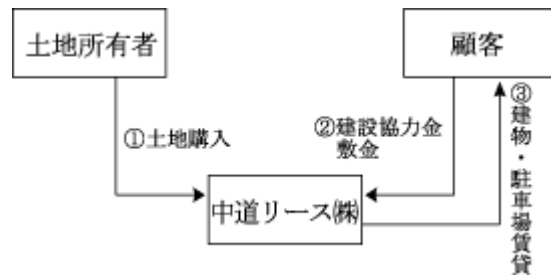 土地所有者
顧客
①土地購入
②建設協力金
敷金
③建物・駐車場賃貸
中道リース㈱